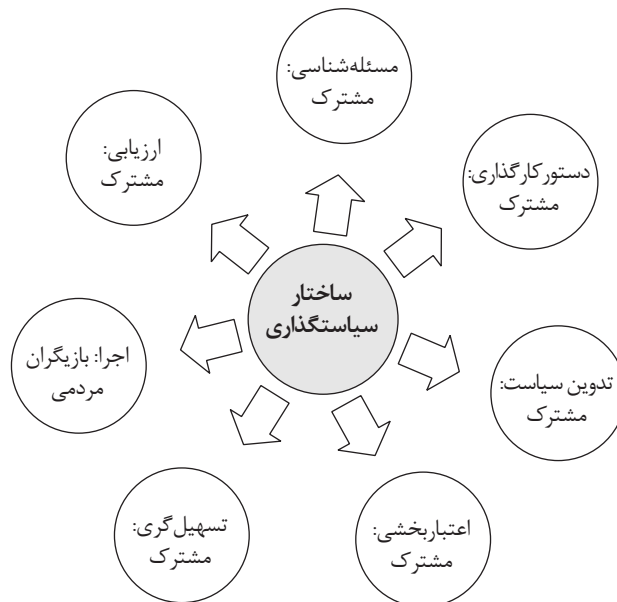 مسئله‌شناسی:
مشترک
دستورکارگذاری:
مشترک
تدوین سیاست:
مشترک
اعتباربخشی:
مشترک
تسهیل‌گری:
مشترک
اجرا: بازیگران
مردمی
ارزیابی:
مشترک
ساختار
سیاستگذاری